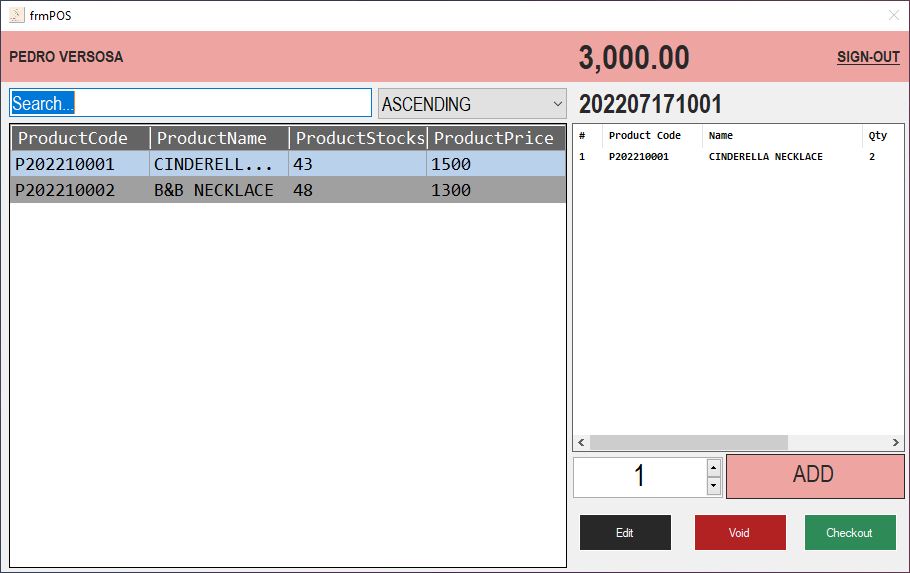 frmPOS
PEDRO VERSOSA 3,000.00 SIGN-OUT
Search... ASCENDING 202207171001
ProductCode ProductName ProductStocks ProductPrice
P202210001 CINDERELL... 43 1500
P202210002 B&B NECKLACE 48 1300
# Product Code Name Qty
1 P202210001 CINDERELLA NECKLACE 2
1 ADD
Edit Void Checkout